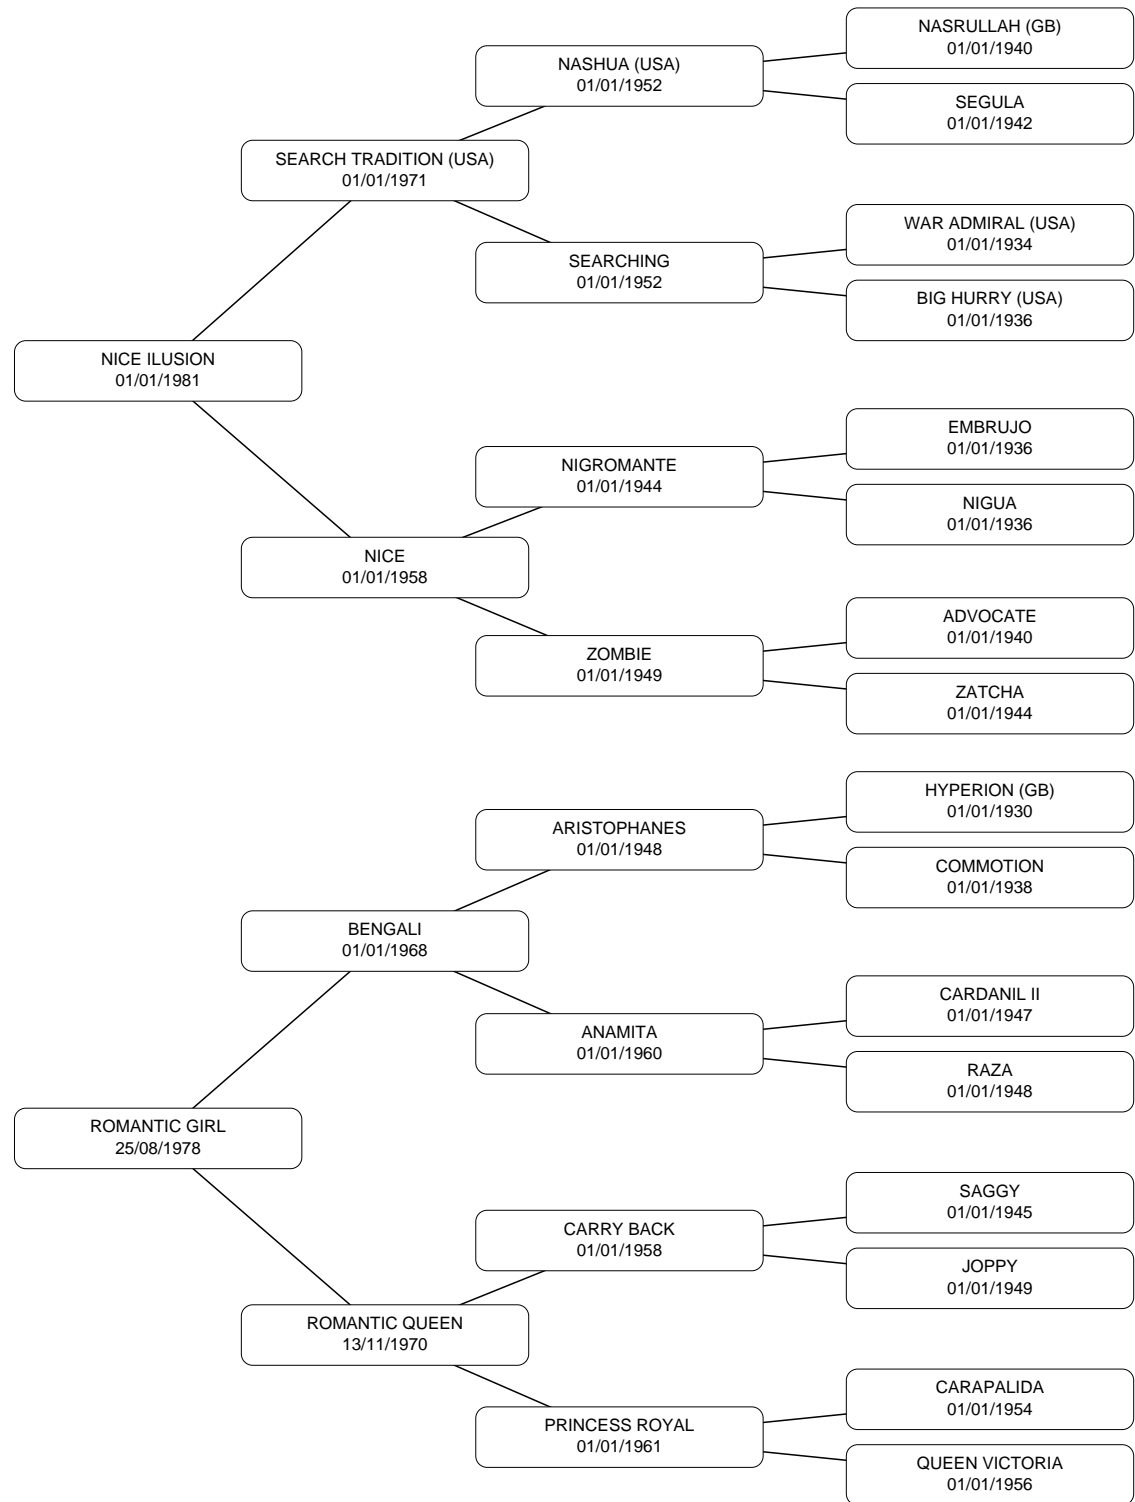 NASRULLAH (GB)
01/01/1940
NASHUA (USA)
01/01/1952
SEGULA
01/01/1942
SEARCH TRADITION (USA)
01/01/1971
WAR ADMIRAL (USA)
01/01/1934
SEARCHING
01/01/1952
BIG HURRY (USA)
01/01/1936
NICE ILUSION
01/01/1981
EMBRUJO
01/01/1936
NIGROMANTE
01/01/1944
NIGUA
01/01/1936
NICE
01/01/1958
ADVOCATE
01/01/1940
ZOMBIE
01/01/1949
ZATCHA
01/01/1944
HYPERION (GB)
01/01/1930
ARISTOPHANES
01/01/1948
COMMOTION
01/01/1938
BENGALI
01/01/1968
CARDANIL II
01/01/1947
ANAMITA
01/01/1960
RAZA
01/01/1948
ROMANTIC GIRL
25/08/1978
SAGGY
01/01/1945
CARRY BACK
01/01/1958
JOPPY
01/01/1949
ROMANTIC QUEEN
13/11/1970
CARAPALIDA
01/01/1954
PRINCESS ROYAL
01/01/1961
QUEEN VICTORIA
01/01/1956